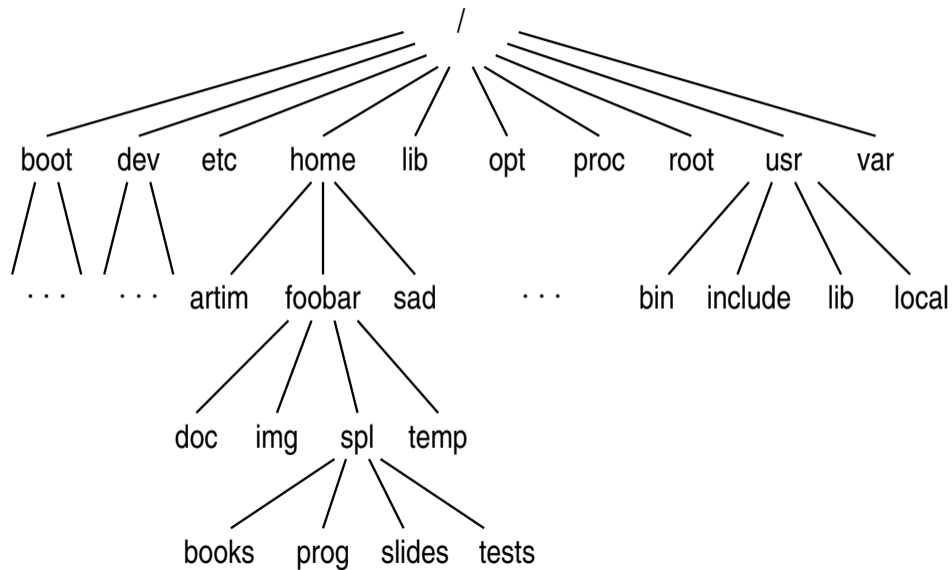 /
boot dev etc home lib opt proc root usr var
· · · · · · artim foobar sad · · · bin include lib local
doc img spl temp
books prog slides tests